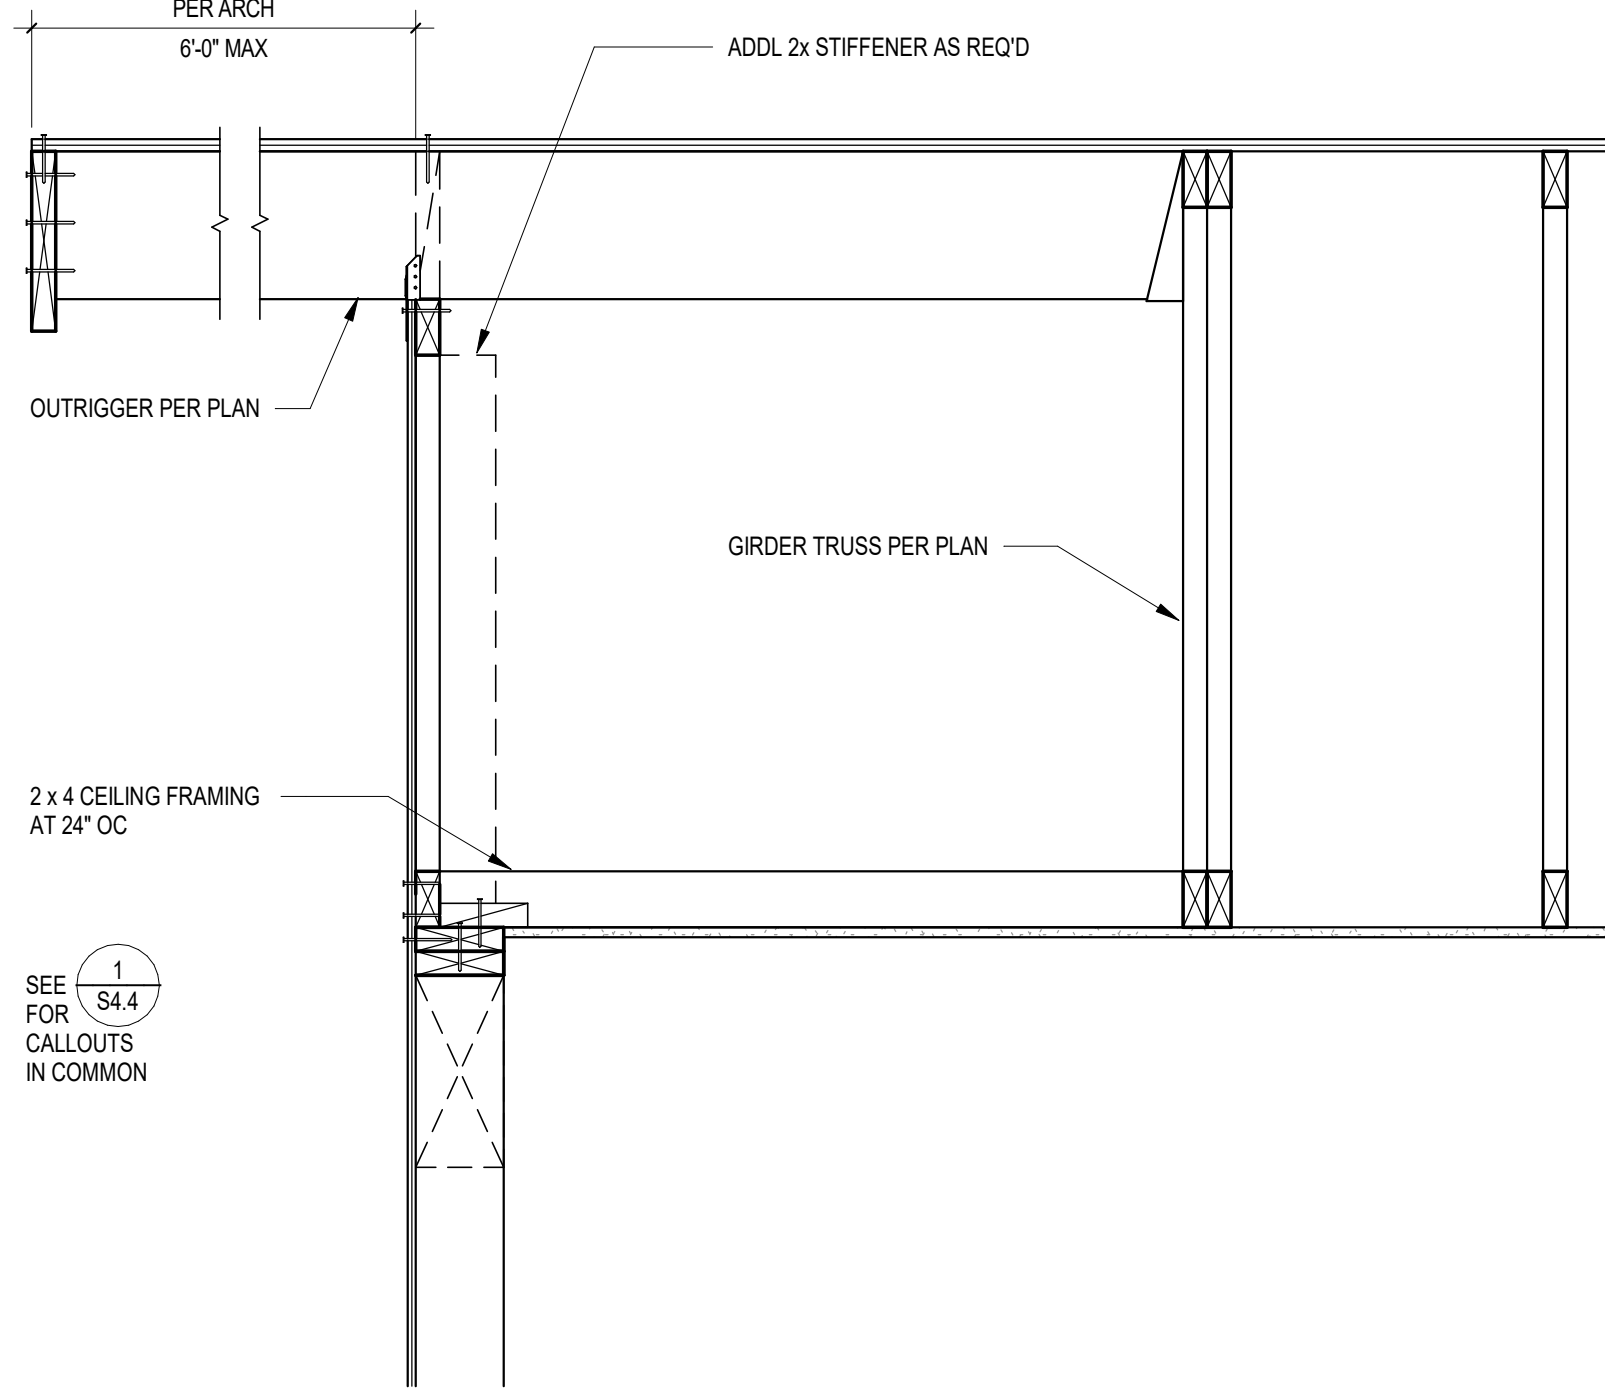 PER ARCH
6'-0" MAX
ADDL 2x STIFFENER AS REQ'D
OUTRIGGER PER PLAN
GIRDER TRUSS PER PLAN
2 x 4 CEILING FRAMING
AT 24" OC
SEE
1
S4.4
FOR
CALLOUTS
IN COMMON